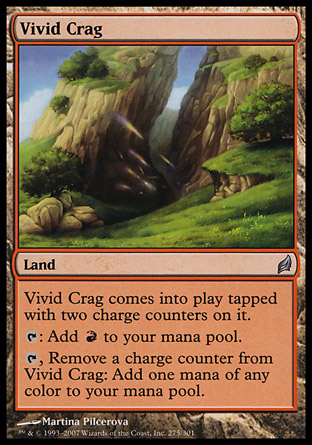 Vivid Crag
Land
Vivid Crag comes into play tapped
with two charge counters on it.
: Add to your mana pool.
, Remove a charge counter from
Vivid Crag: Add one mana of any
color to your mana pool.
Martina Pilcerova
™ & © 1993–2007 Wizards of the Coast, Inc. 275/301